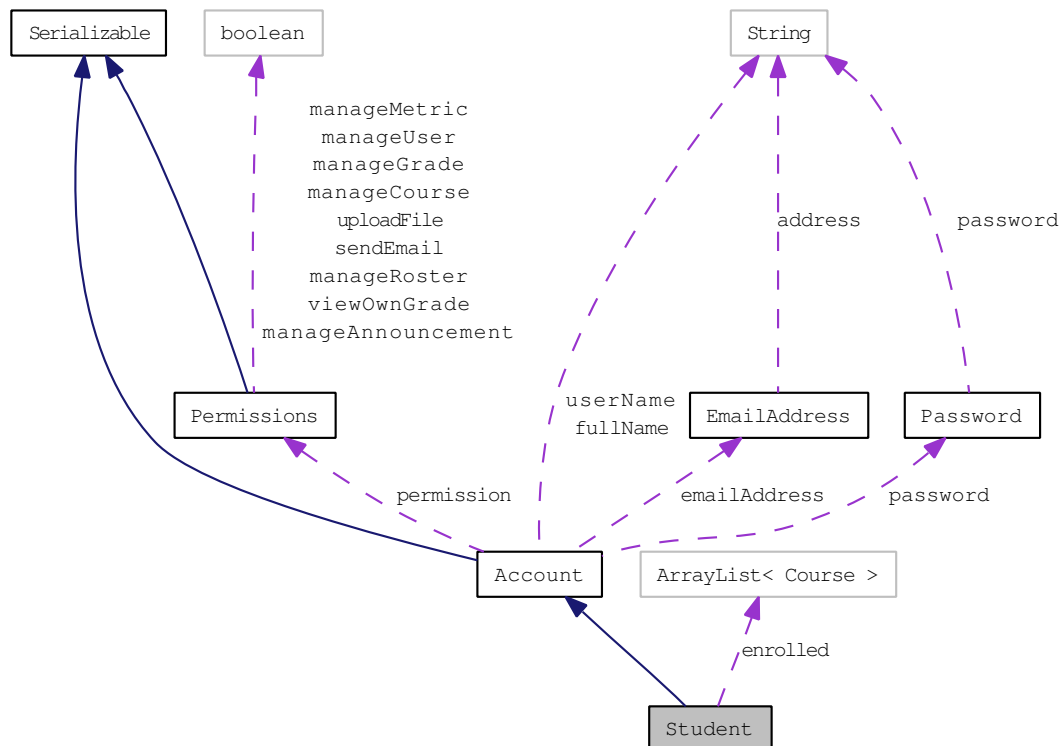 Serializable
boolean
String
manageMetric
manageUser
manageGrade
manageCourse
uploadFile
sendEmail
manageRoster
viewOwnGrade
manageAnnouncement
address
password
Permissions
userName
fullName
EmailAddress
Password
permission
emailAddress
password
Account
ArrayList< Course >
enrolled
Student